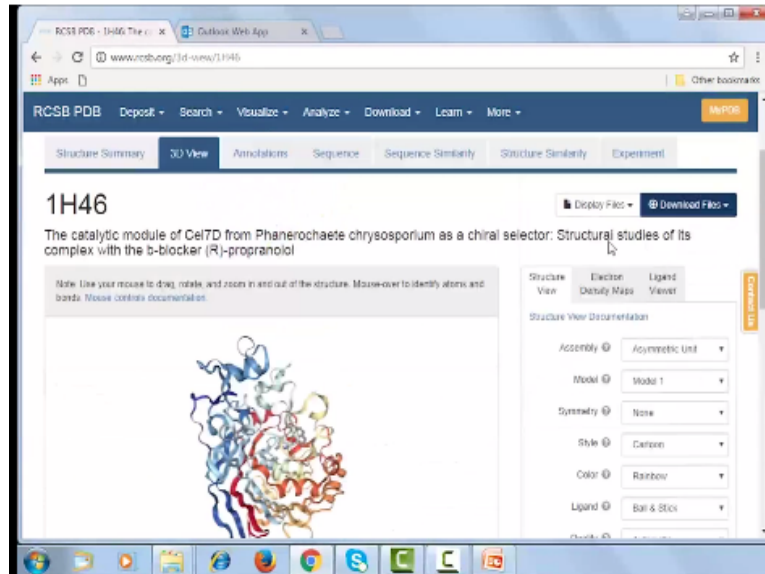 RCSB PDB - 1H46: The c
Outlook Web App
www.rcsb.org/3d-view/1H46
Apps
Other bookmarks
RCSB PDB Deposit Search Visualize Analyze Download Learn More MyPDB
Structure Summary 3D View Annotations Sequence Sequence Similarity Structure Similarity Experiment
1H46
Display Files Download Files
The catalytic module of Cel7D from Phanerochaete chrysosporium as a chiral selector: Structural studies of its
complex with the b-blocker (R)-propranolol
Note: Use your mouse to drag, rotate, and zoom in and out of the structure. Mouse-over to identify atoms and
bonds. Mouse controls documentation.
Structure View
Electron Density Maps
Ligand Viewer
Contact Us
Structure View Documentation
Assembly Asymmetric Unit
Model Model 1
Symmetry None
Style Cartoon
Color Rainbow
Ligand Ball & Stick